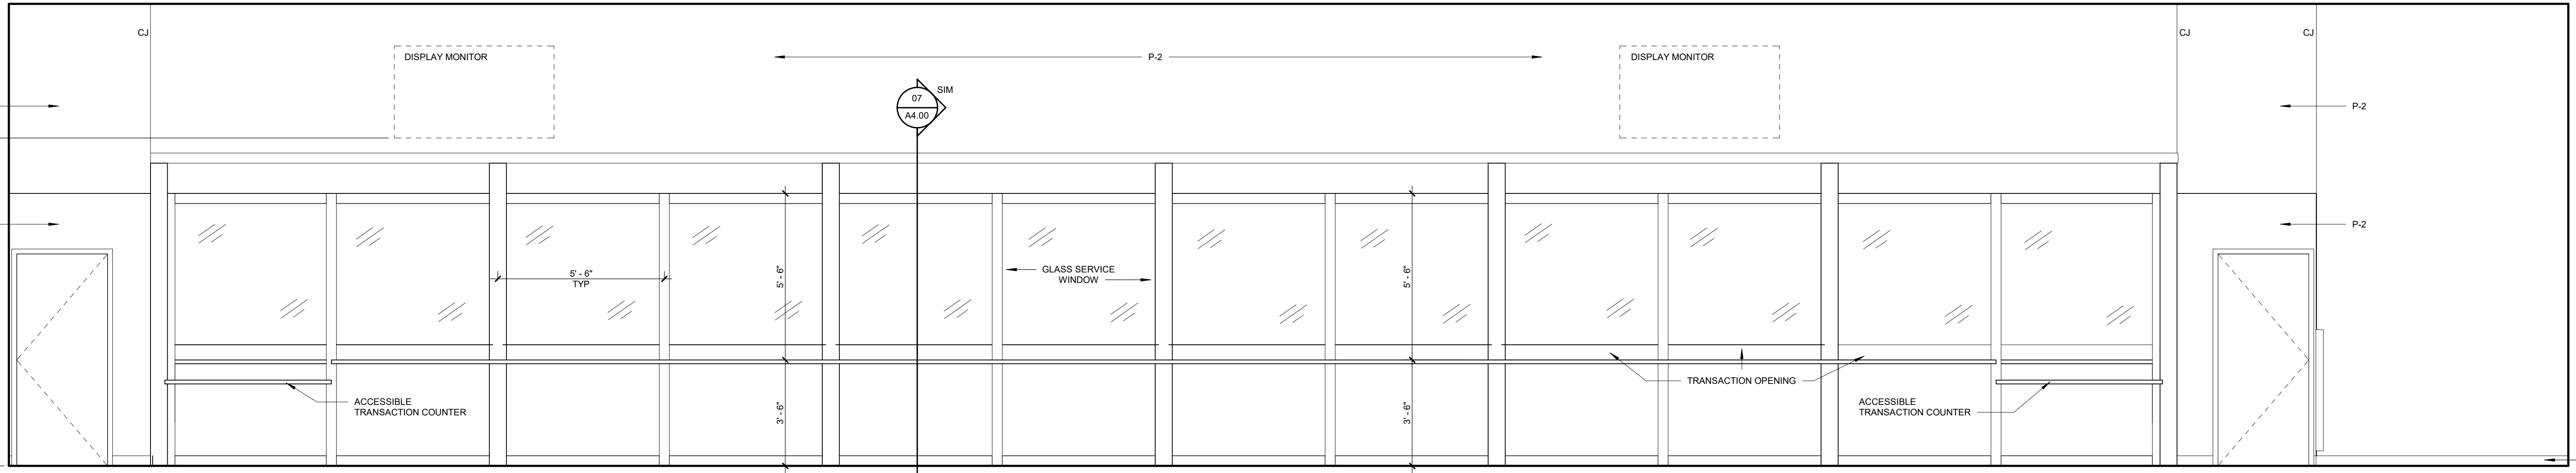 CJ
DISPLAY MONITOR
P-2
DISPLAY MONITOR
CJ
CJ
07
A4.00
SIM
P-2
P-2
5' - 6"
TYP
5' - 6"
GLASS SERVICE
WINDOW
5' - 6"
TRANSACTION OPENING
ACCESSIBLE
TRANSACTION COUNTER
3' - 6"
3' - 6"
ACCESSIBLE
TRANSACTION COUNTER